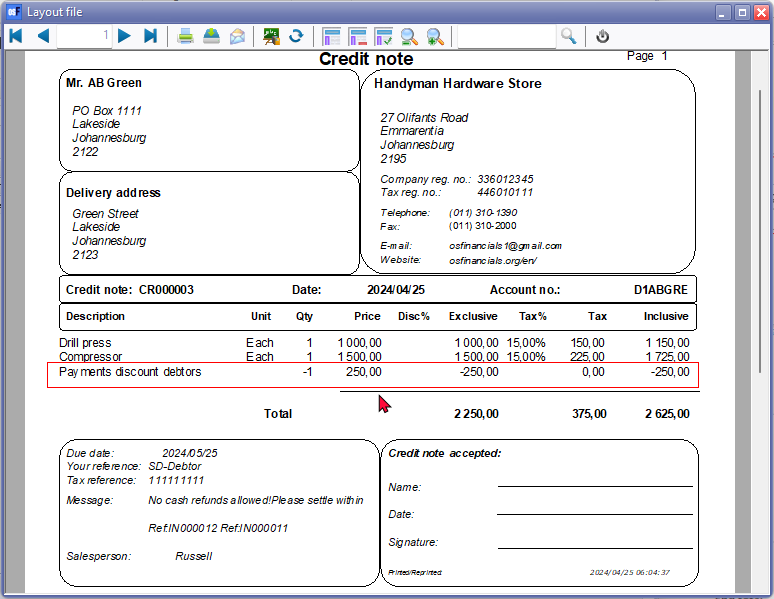 Layout file
1
Credit note
Page 1
Mr. AB Green
PO Box 1111
Lakeside
Johannesburg
2122
Handyman Hardware Store
27 Olifants Road
Emmarentia
Johannesburg
2195
Company reg. no.: 336012345
Tax reg. no.: 446010111
Telephone: (011) 310-1390
Fax: (011) 310-2000
E-mail: osfinancials1@gmail.com
Website: osfinancials.org/en/
Delivery address
Green Street
Lakeside
Johannesburg
2123
Credit note: CR000003 Date: 2024/04/25 Account no.: D1ABGRE
Description Unit Qty Price Disc% Exclusive Tax% Tax Inclusive
Drill press Each 1 1 000,00 1 000,00 15,00% 150,00 1 150,00
Compressor Each 1 1 500,00 1 500,00 15,00% 225,00 1 725,00
Payments discount debtors -1 250,00 -250,00 0,00 -250,00
Total 2 250,00 375,00 2 625,00
Due date: 2024/05/25
Your reference: SD-Debtor
Tax reference: 111111111
Message: No cash refunds allowed!Please settle within
Ref:IN000012 Ref:IN000011
Salesperson: Russell
Credit note accepted:
Name:
Date:
Signature:
Printed/Reprinted: 2024/04/25 06:04:37